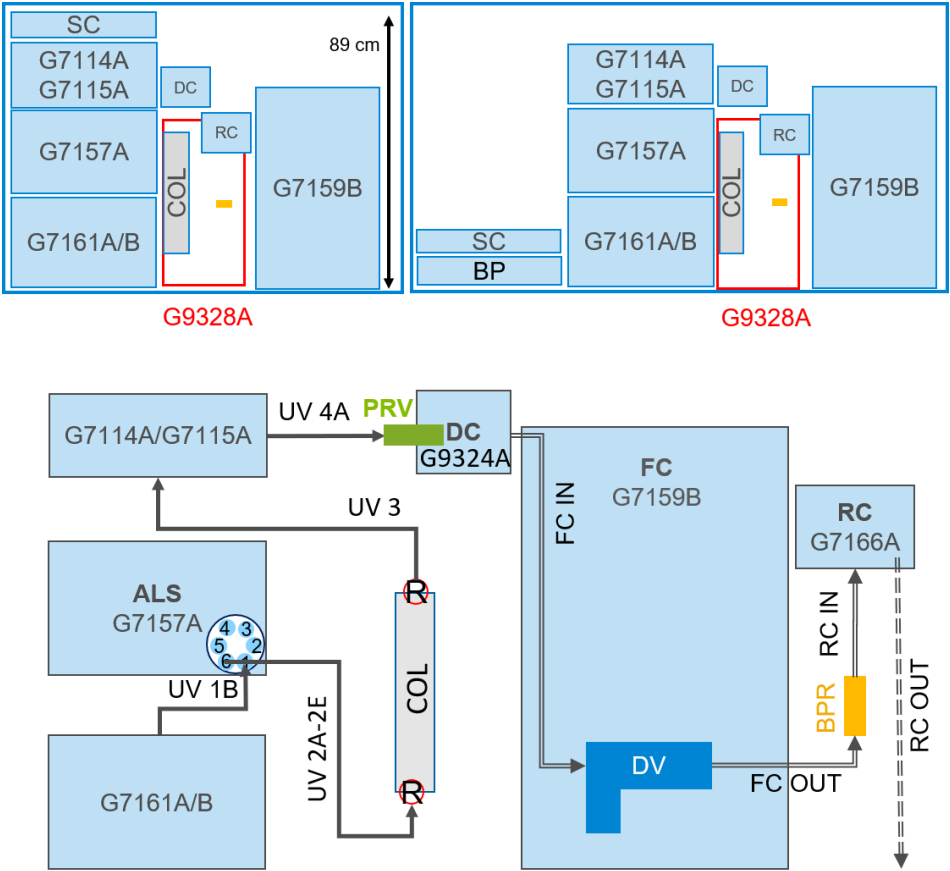 SC
G7114A
G7115A
G7157A
G7161A/B
DC
RC
COL
G7159B
89 cm
G9328A
SC
BP
G7114A
G7115A
G7157A
G7161A/B
DC
RC
COL
G7159B
G9328A
G7114A/G7115A
UV 4A
PRV
DC
G9324A
UV 3
ALS
G7157A
4 3
5 2
6 1
UV 1B
G7161A/B
UV 2A-2E
R
COL
R
FC IN
FC
G7159B
DV
FC OUT
BPR
RC IN
RC
G7166A
RC OUT